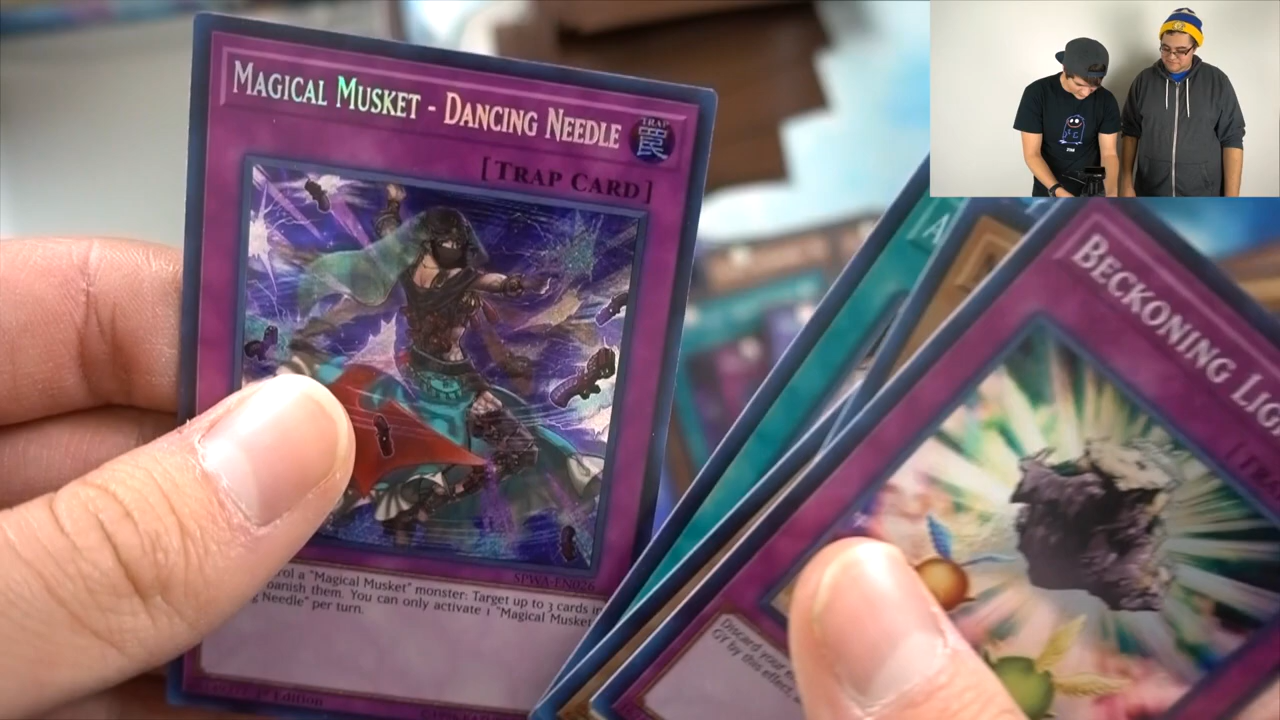 MAGICAL MUSKET - DANCING NEEDLE
TRAP
罠
[TRAP CARD]
SPWA-EN026
rol a "Magical Musket" monster: Target up to 3 cards i
banish them. You can only activate 1 "Magical Musket
g Needle" per turn.
Edition
BECKONING LIG
Discard your
GY by this effect,